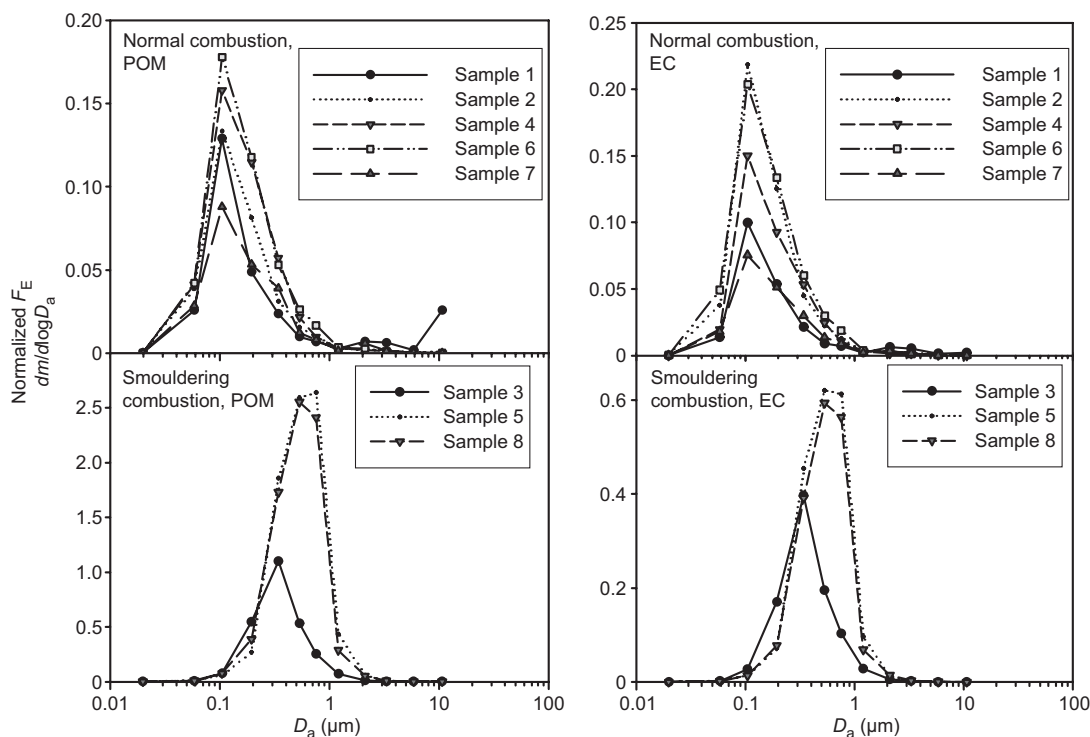 0.20
0.15
0.10
0.05
0
Normal combustion,
POM
Sample 1
Sample 2
Sample 4
Sample 6
Sample 7
0.25
0.20
0.15
0.10
0.05
0
Normal combustion,
EC
Sample 1
Sample 2
Sample 4
Sample 6
Sample 7
Normalized F_E
dm/dlogD_a
2.5
2.0
1.5
1.0
0.5
0
Smouldering
combustion, POM
Sample 3
Sample 5
Sample 8
0.01 0.1 1 10 100
D_a (µm)
0.6
0.4
0.2
0
Smouldering
combustion, EC
Sample 3
Sample 5
Sample 8
0.01 0.1 1 10 100
D_a (µm)